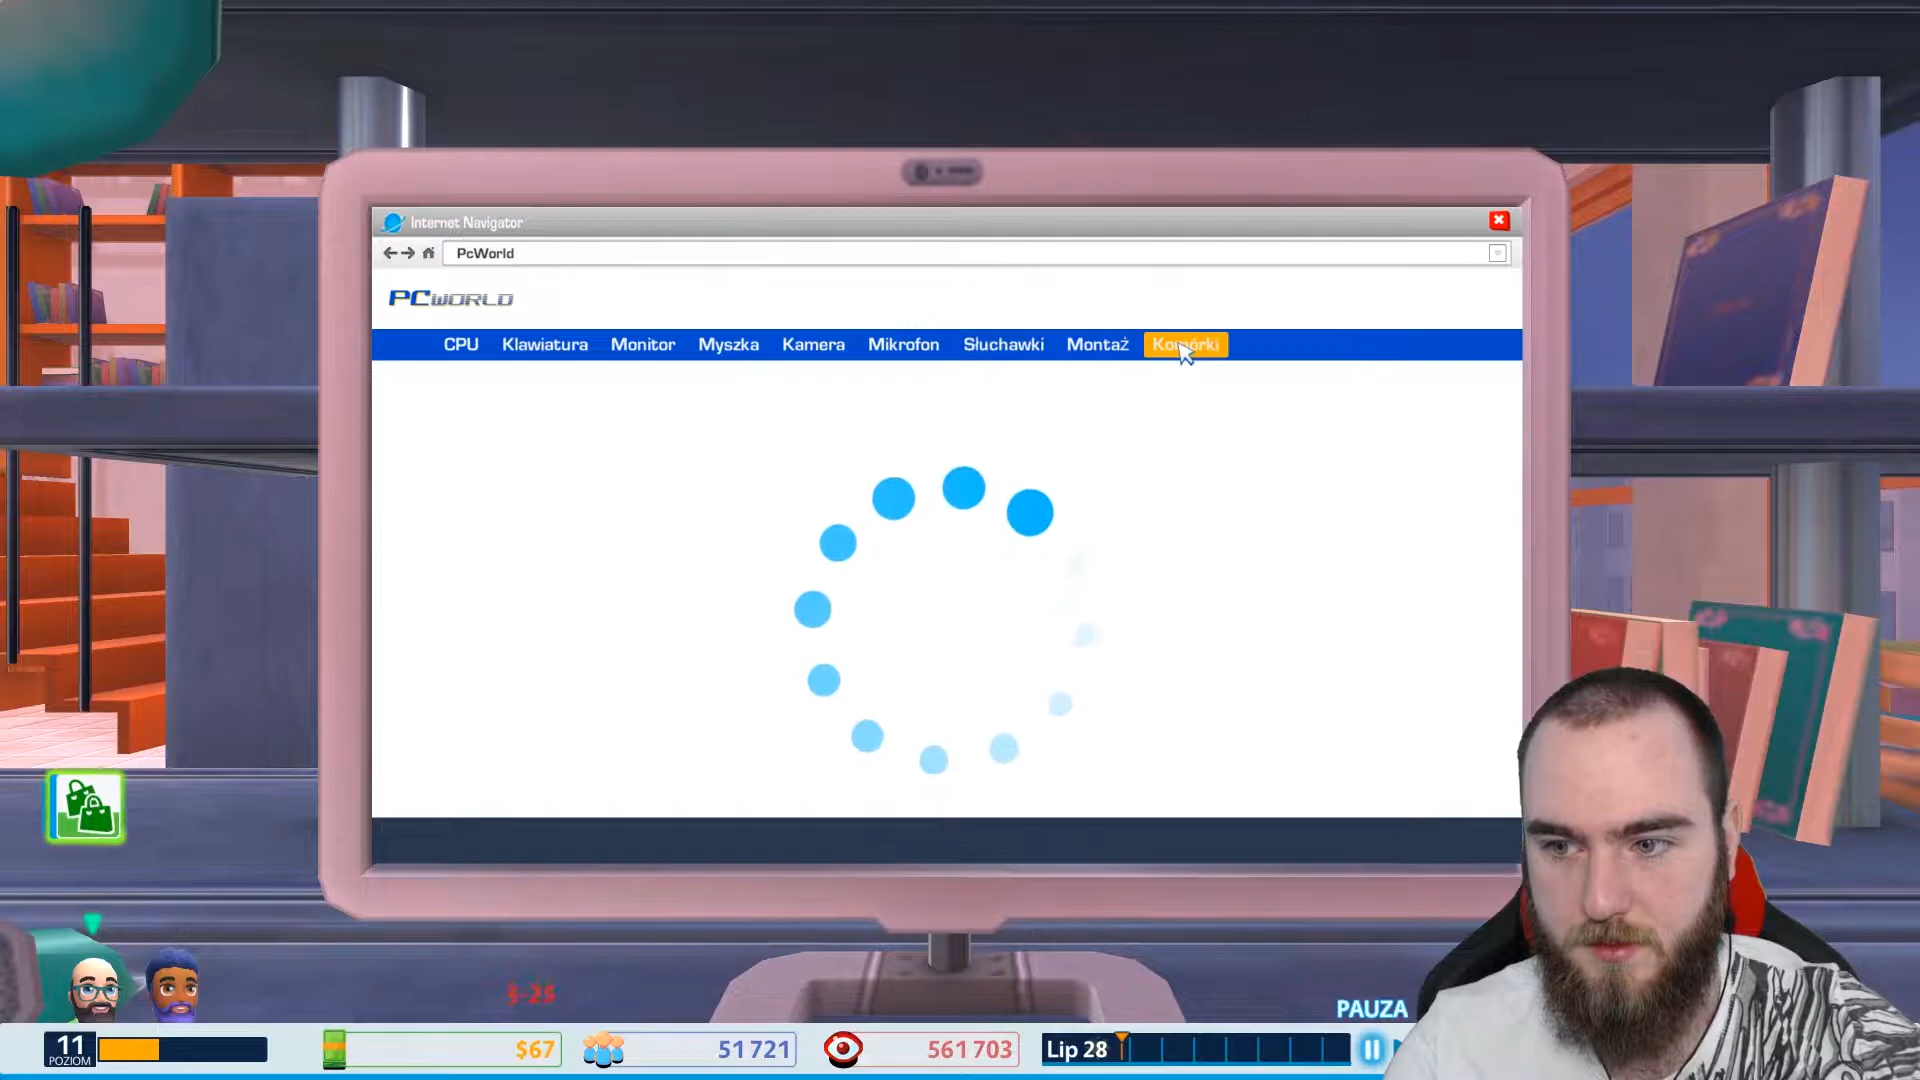 Internet Navigator
PcWorld
PCWORLD
CPU Klawiatura Monitor Myszka Kamera Mikrofon Słuchawki Montaż Komórki
$-25
PAUZA
11
POZIOM
$67
51 721
561 703
Lip 28